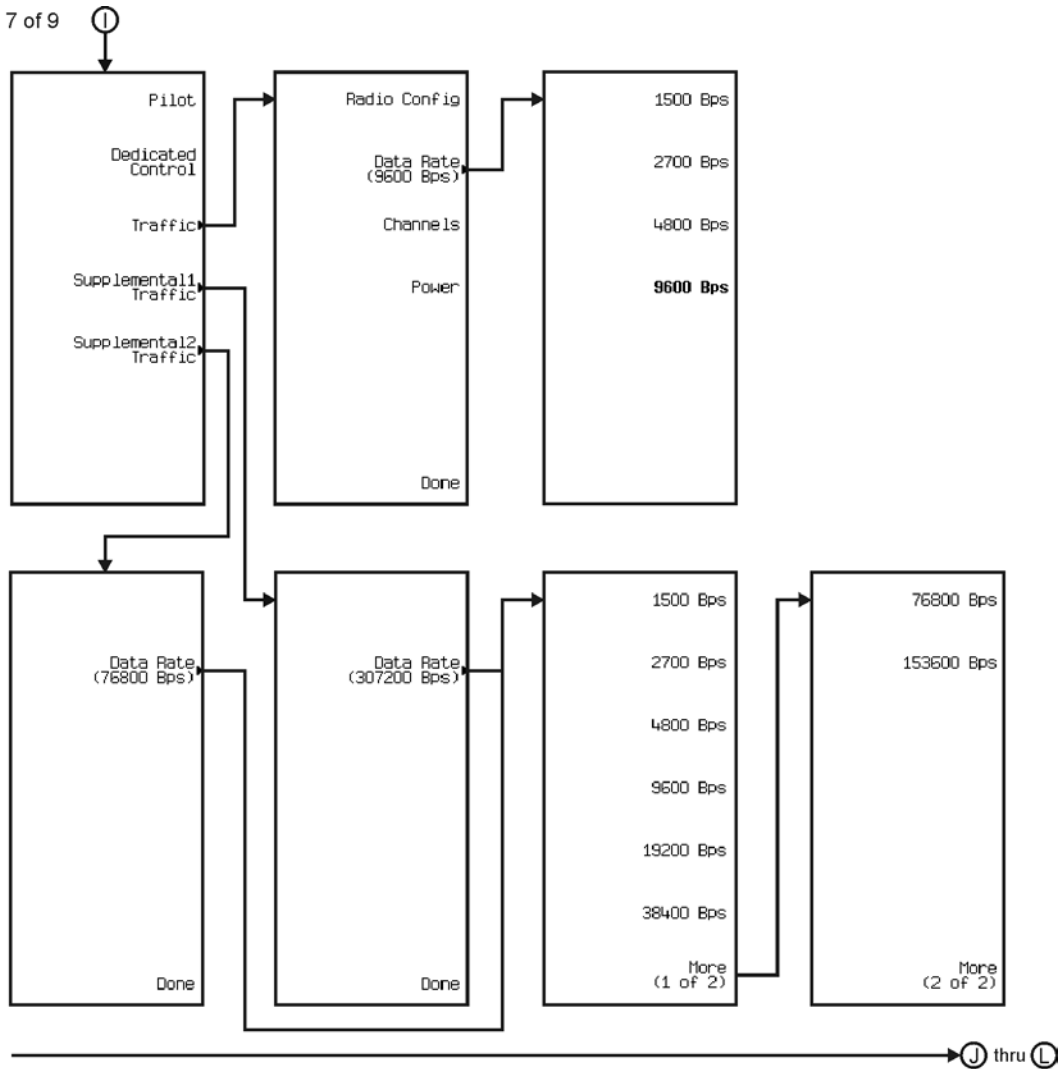 7 of 9 I
Pilot
Dedicated
Control
Traffic
Supplemental1
Traffic
Supplemental2
Traffic
Radio Config
Data Rate
(9600 Bps)
Channels
Power
Done
1500 Bps
2700 Bps
4800 Bps
9600 Bps
Data Rate
(76800 Bps)
Done
Data Rate
(307200 Bps)
Done
1500 Bps
2700 Bps
4800 Bps
9600 Bps
19200 Bps
38400 Bps
More
(1 of 2)
76800 Bps
153600 Bps
More
(2 of 2)
J thru L